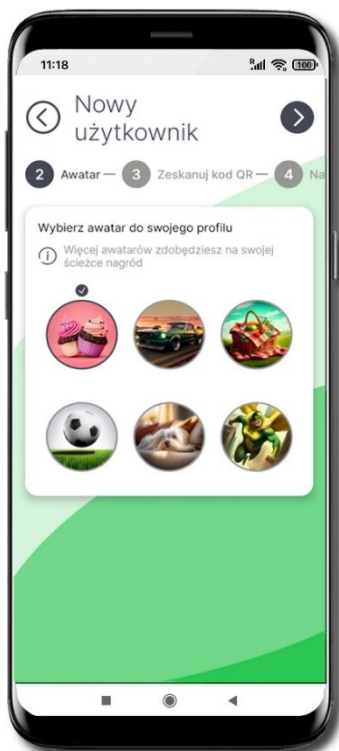 11:18
R
100
Nowy
użytkownik
2 Awatar — 3 Zeskanuj kod QR — 4 Na
Wybierz awatar do swojego profilu
i Więcej awatarów zdobędziesz na swojej
ścieżce nagród